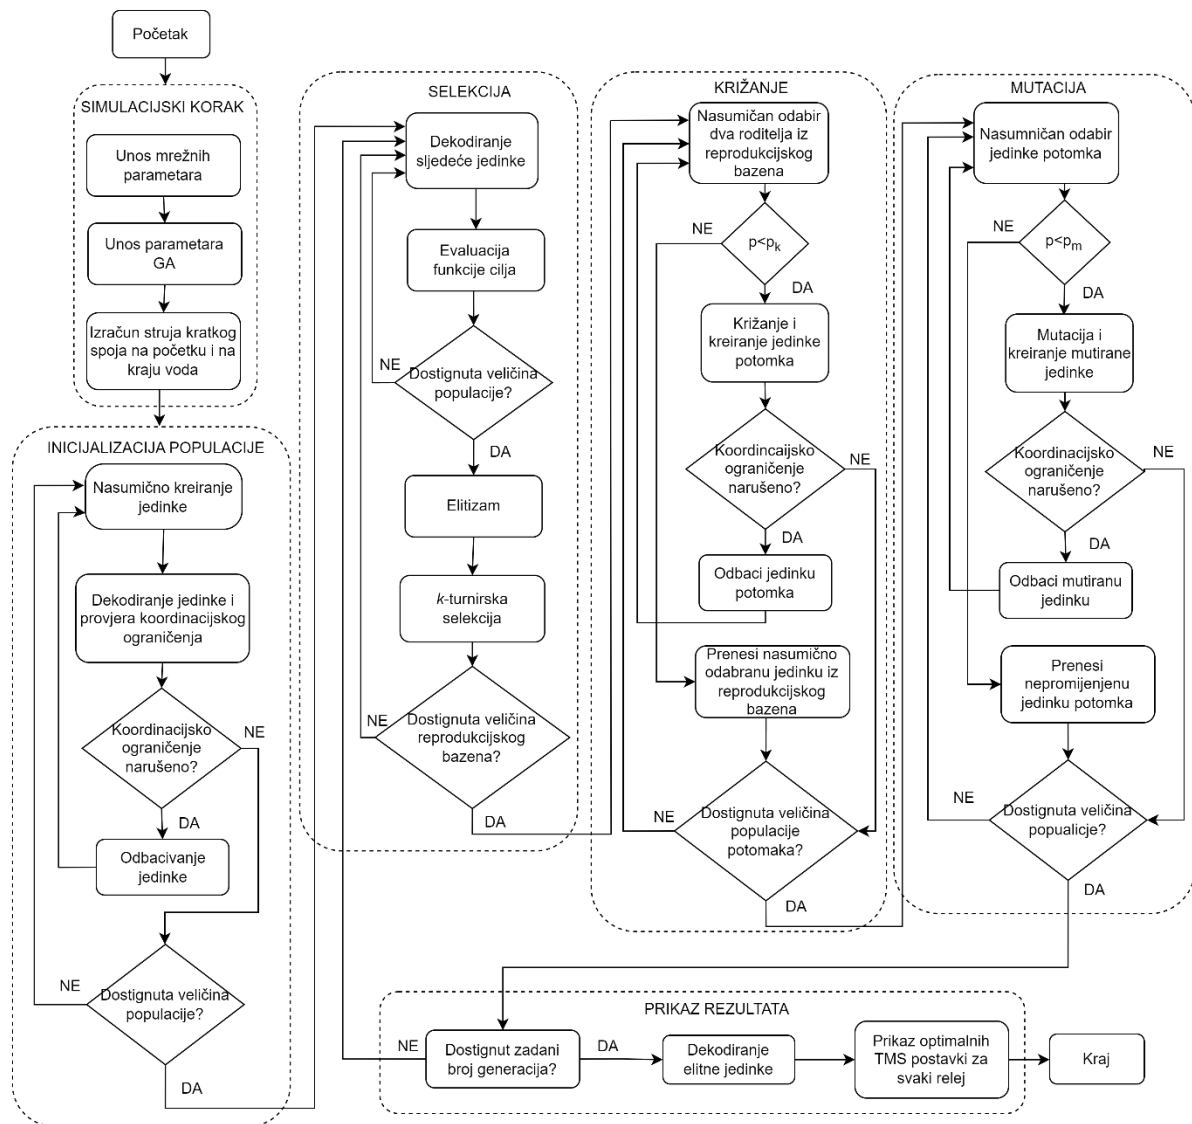 Početak
SIMULACIJSKI KORAK
Unos mrežnih
parametara
Unos parametara
GA
Izračun struja kratkog
spoja na početku i na
kraju voda
INICIJALIZACIJA POPULACIJE
Nasumično kreiranje
jedinke
Dekodiranje jedinke i
provjera koordinacijskog
ograničenja
Koordinacijsko
ograničenje
narušeno?
NE
DA
Odbacivanje
jedinke
NE
Dostignuta veličina
populacije?
DA
SELEKCIJA
Dekodiranje
sljedeće jedinke
Evaluacija
funkcije cilja
NE
Dostignuta veličina
populacije?
DA
Elitizam
k-turnirska
selekcija
NE
Dostignuta veličina
reprodukcijskog
bazena?
DA
KRIŽANJE
Nasumičan odabir
dva roditelja iz
reprodukcijskog
bazena
NE
p<pk
DA
Križanje i
kreiranje jedinke
potomka
Koordincaijsko
ograničenje
narušeno?
NE
DA
Odbaci jedinku
potomka
Prenesi nasumično
odabranu jedinku iz
reprodukcijskog
bazena
NE
Dostignuta veličina
populacije
potomaka?
DA
MUTACIJA
Nasumničan odabir
jedinke potomka
NE
p<pm
DA
Mutacija i
kreiranje mutirane
jedinke
Koordinacijsko
ograničenje
narušeno?
NE
DA
Odbaci mutiranu
jedinku
Prenesi
nepromijenjenu
jedinku potomka
NE
Dostignuta veličina
popualicje?
DA
PRIKAZ REZULTATA
NE
Dostignut zadani
broj generacija?
DA
Dekodiranje
elitne jedinke
Prikaz optimalnih
TMS postavki za
svaki relej
Kraj